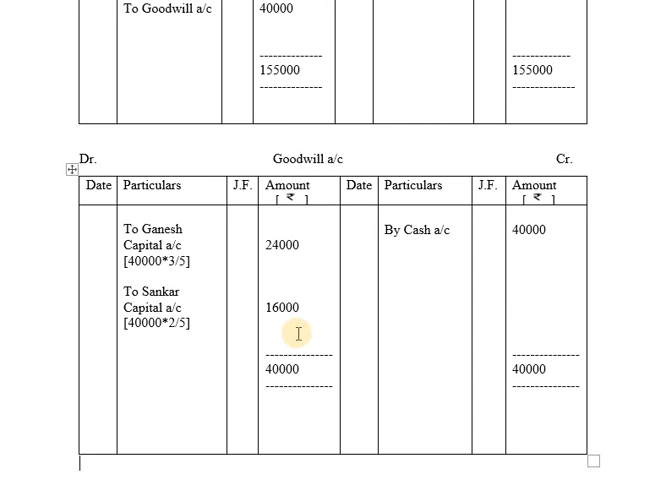 To Goodwill a/c 40000
--------------
155000 155000
--------------
Dr. Goodwill a/c Cr.
Date Particulars J.F. Amount Date Particulars J.F. Amount
[ ₹ ] [ ₹ ]
To Ganesh By Cash a/c 40000
Capital a/c 24000
[40000*3/5]
To Sankar
Capital a/c 16000
[40000*2/5]
--------------
40000 40000
--------------